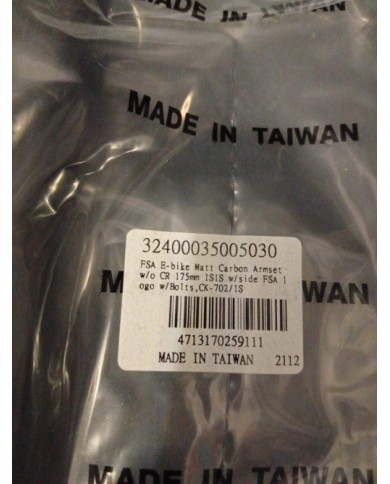 MADE IN TAIWAN
MADE IN TAIWAN
32400035005030
FSA E-bike Matt Carbon Armset
w/o CR 175mm ISIS w/side FSA l
ogo w/Bolts,CK-702/IS
M WAN
4713170259111
MADE IN TAIWAN 2112
MADE IN TAIWAN